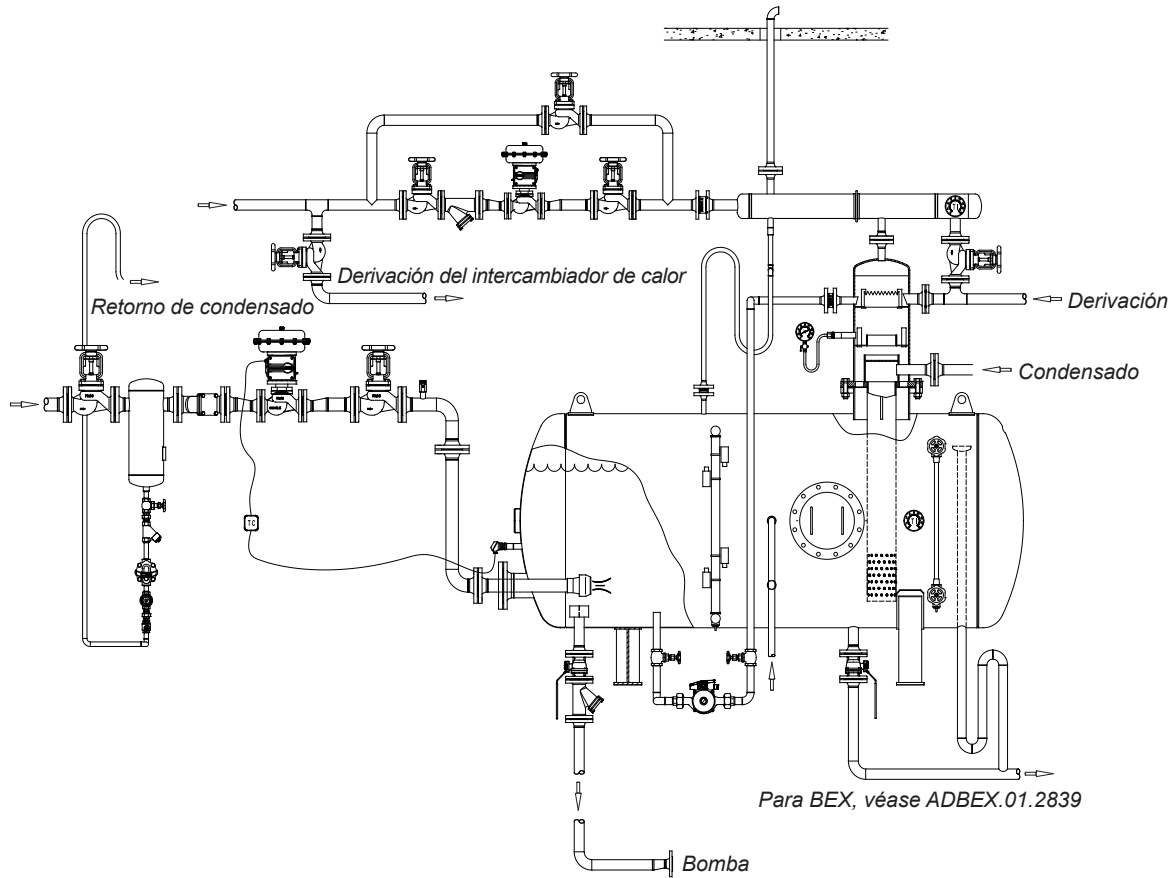 Derivación del intercambiador de calor
Retorno de condensado
Derivación
Condensado
TC
Para BEX, véase ADBEX.01.2839
Bomba